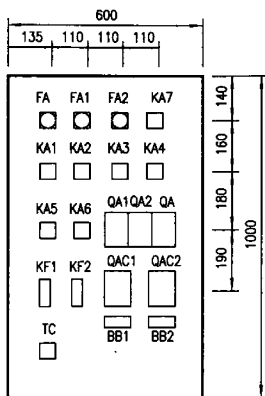 600
135 110 110 110
FA FA1 FA2 KA7
140
KA1 KA2 KA3 KA4
160
KA5 KA6 QA1 QA2 QA
180
1000
KF1 KF2 QAC1 QAC2
190
TC BB1 BB2